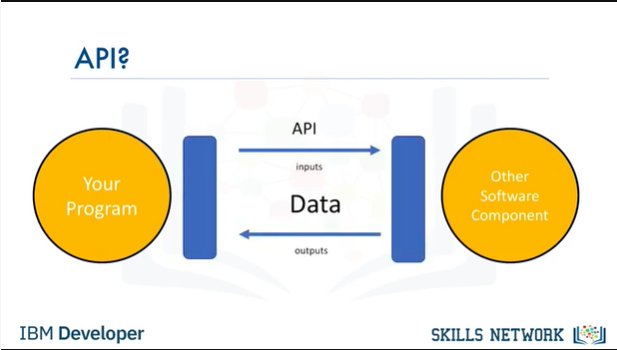 API?
API
inputs
Your
Program
Data
Other
Software
Component
outputs
IBM Developer
SKILLS NETWORK